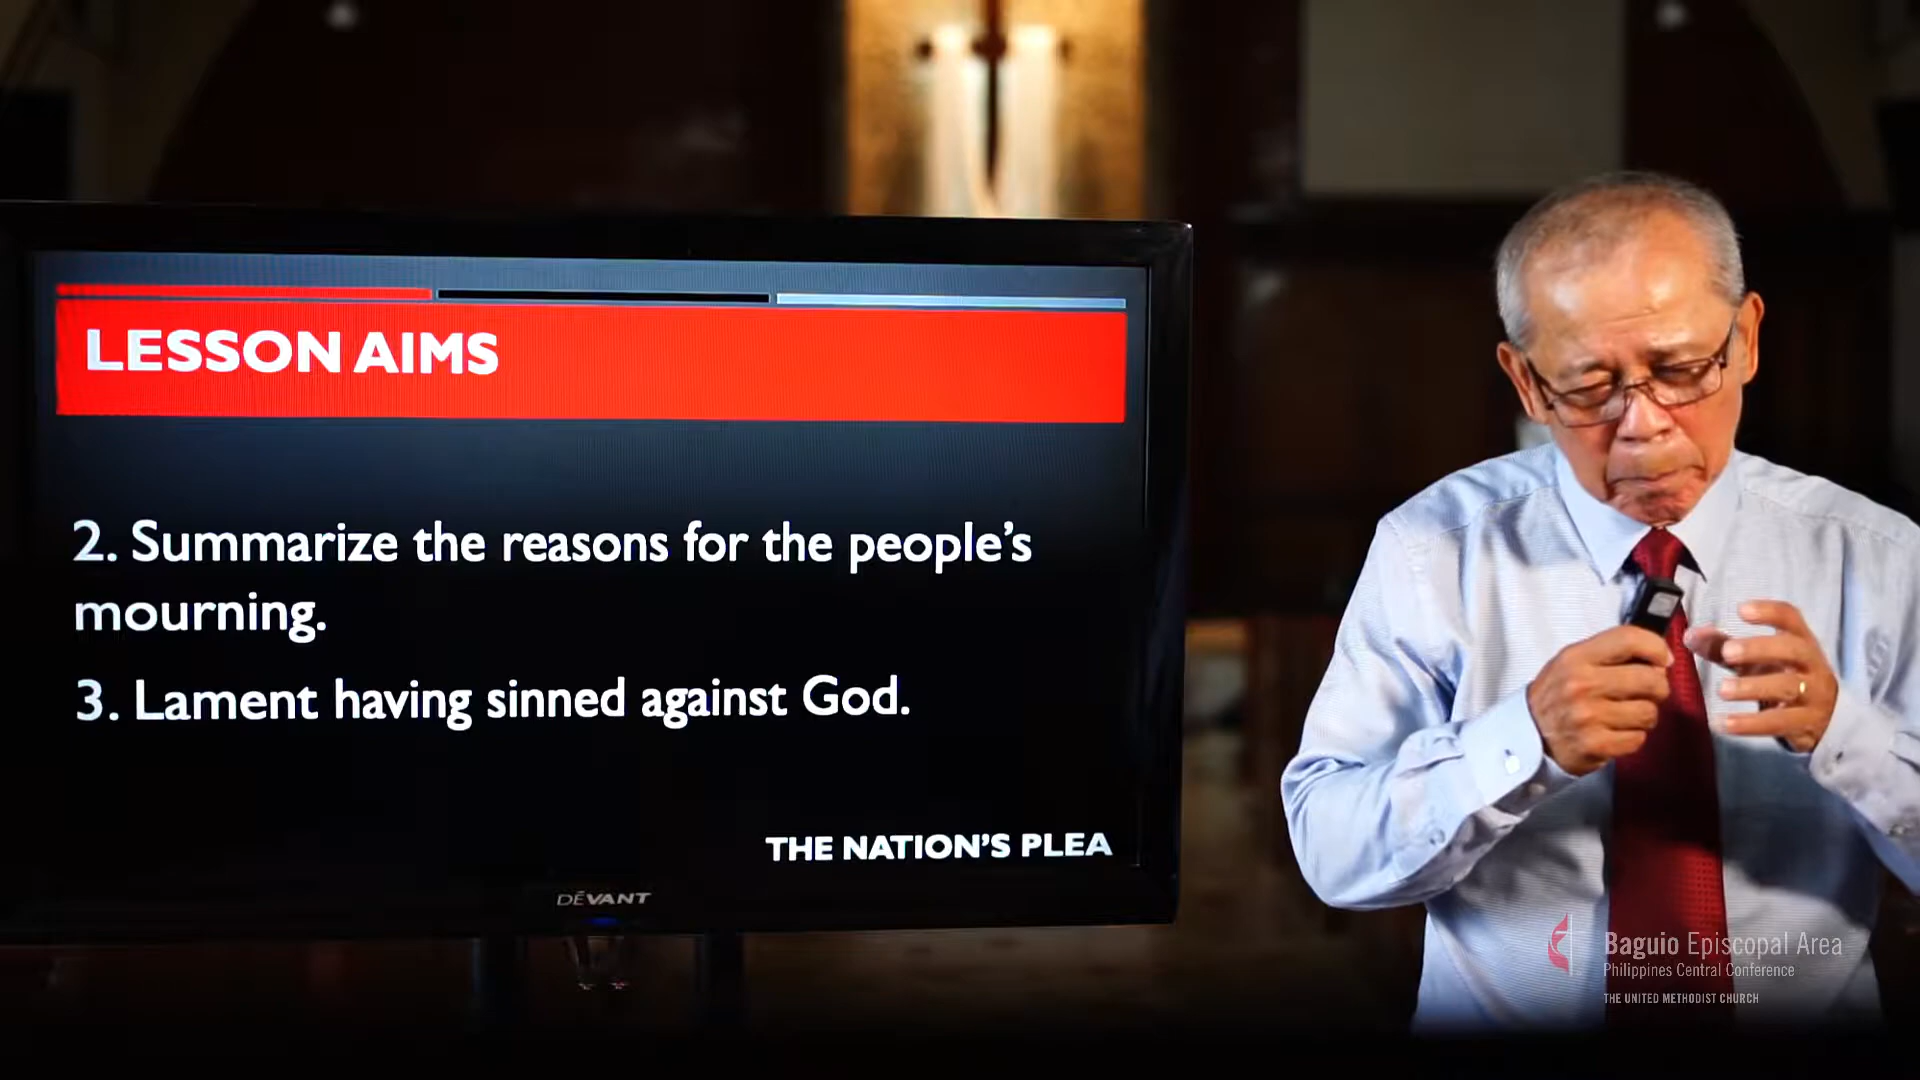 LESSON AIMS
2. Summarize the reasons for the people's
mourning.
3. Lament having sinned against God.
THE NATION'S PLEA
DEVANT
Baguio Episcopal Area
Philippines Central Conference
THE UNITED METHODIST CHURCH